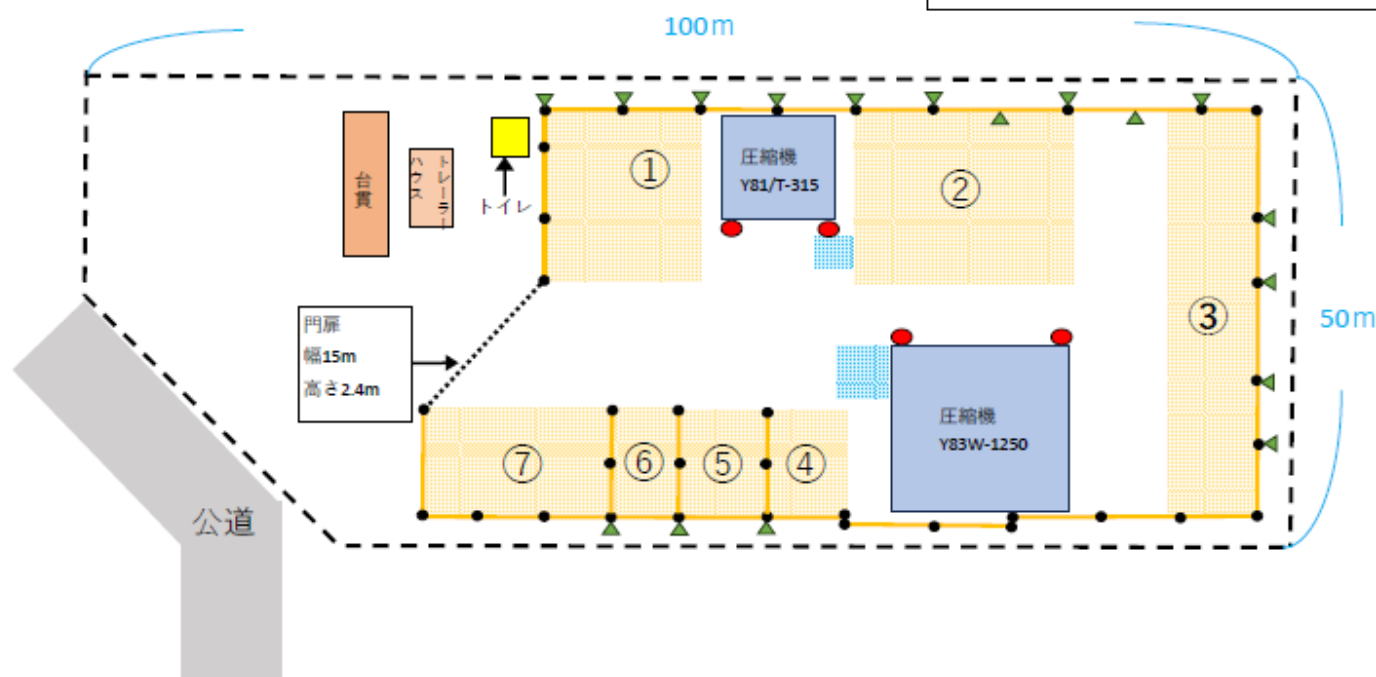 100m
台貫
トレーラー
ハウス
トイレ
①
圧縮機
Y81/T-315
②
③
50m
門扉
幅15m
高さ2.4m
圧縮機
Y83W-1250
⑦
⑥
⑤
④
公道